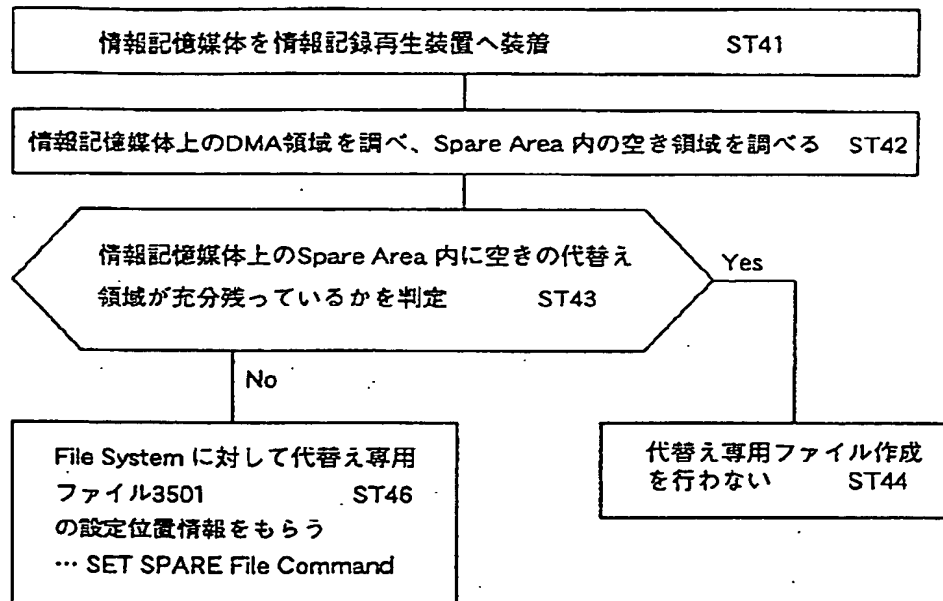 情報記憶媒体を情報記録再生装置へ装着 ST41
情報記憶媒体上のDMA領域を調べ、Spare Area 内の空き領域を調べる ST42
情報記憶媒体上のSpare Area 内に空きの代替え
領域が充分残っているかを判定 ST43
Yes
No
File System に対して代替え専用
ファイル3501 ST46
の設定位置情報をもらう
… SET SPARE File Command
代替え専用ファイル作成
を行わない ST44